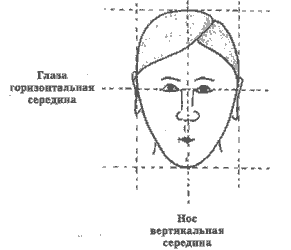 Глаза
горизонтальная
середина
Нос
вертикальная
середина